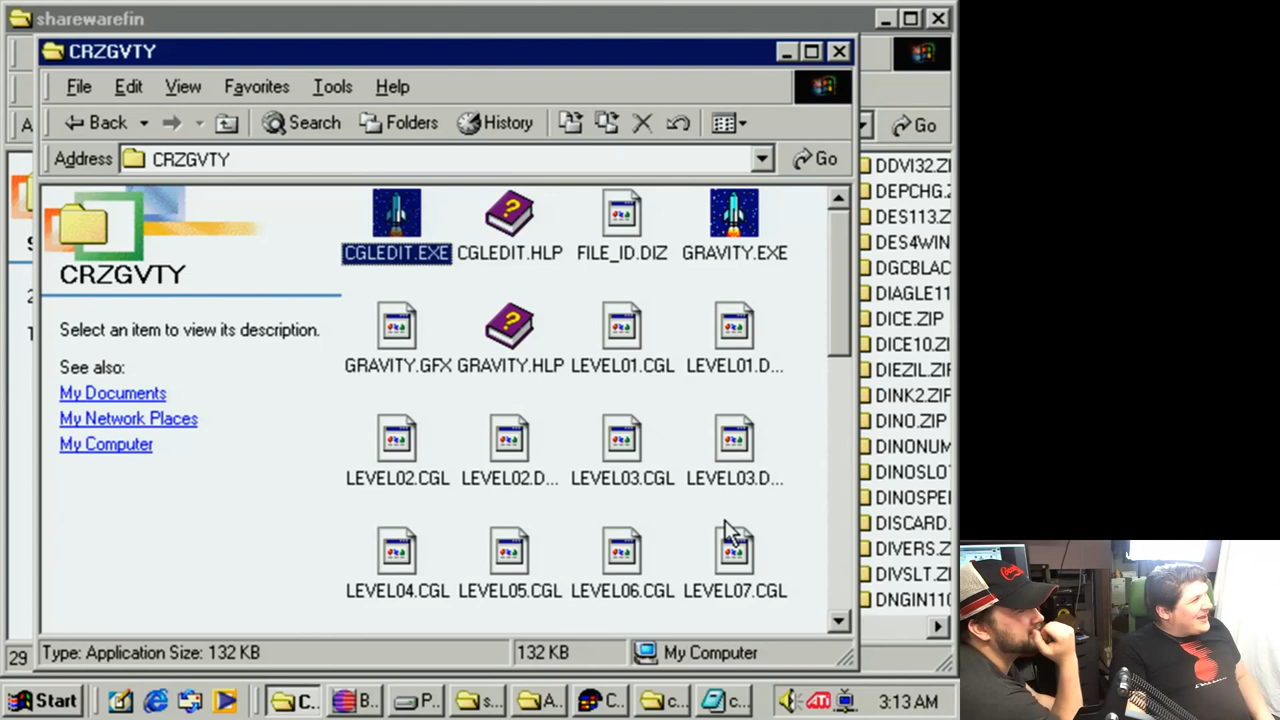 sharewarefin
CRZGVTY
File Edit View Favorites Tools Help
Back Search Folders History
Go
Address CRZGVTY Go
CRZGVTY
Select an item to view its description.
See also:
My Documents
My Network Places
My Computer
CGLEDIT.EXE CGLEDIT.HLP FILE_ID.DIZ GRAVITY.EXE
GRAVITY.GFX GRAVITY.HLP LEVEL01.CGL LEVEL01.D...
LEVEL02.CGL LEVEL02.D... LEVEL03.CGL LEVEL03.D...
LEVEL04.CGL LEVEL05.CGL LEVEL06.CGL LEVEL07.CGL
DDVI32.ZI
DEPCHG.
DES113.Z
DES4WIN
DGCBLAC
DIAGLE11
DICE.ZIP
DICE10.ZI
DIEZIL.ZIP
DINK2.ZIP
DINO.ZIP
DINONUM
DINOSLO
DINOSPE
DISCARD.
DIVERS.Z
DIVSLT.ZI
DNGIN110
29 Type: Application Size: 132 KB 132 KB My Computer
Start C... B... P... s... A... C... c... c... 3:13 AM